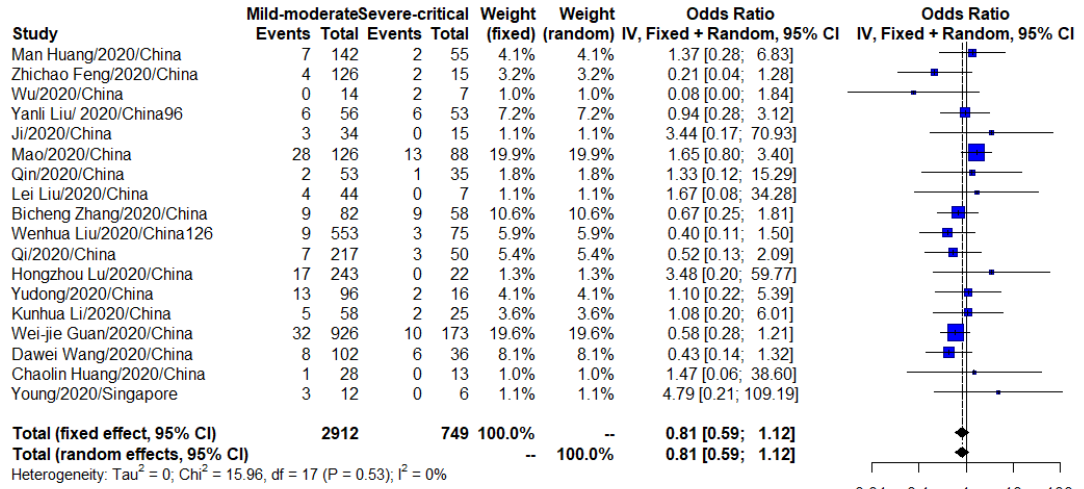 Mild-moderate Severe-critical Weight Weight Odds Ratio Odds Ratio
Study Events Total Events Total (fixed) (random) IV, Fixed + Random, 95% CI IV, Fixed + Random, 95% CI
Man Huang/2020/China 7 142 2 55 4.1% 4.1% 1.37 [0.28; 6.83]
Zhichao Feng/2020/China 4 126 2 15 3.2% 3.2% 0.21 [0.04; 1.28]
Wu/2020/China 0 14 2 7 1.0% 1.0% 0.08 [0.00; 1.84]
Yanli Liu/ 2020/China96 6 56 6 53 7.2% 7.2% 0.94 [0.28; 3.12]
Ji/2020/China 3 34 0 15 1.1% 1.1% 3.44 [0.17; 70.93]
Mao/2020/China 28 126 13 88 19.9% 19.9% 1.65 [0.80; 3.40]
Qin/2020/China 2 53 1 35 1.8% 1.8% 1.33 [0.12; 15.29]
Lei Liu/2020/China 4 44 0 7 1.1% 1.1% 1.67 [0.08; 34.28]
Bicheng Zhang/2020/China 9 82 9 58 10.6% 10.6% 0.67 [0.25; 1.81]
Wenhua Liu/2020/China126 9 553 3 75 5.9% 5.9% 0.40 [0.11; 1.50]
Qi/2020/China 7 217 3 50 5.4% 5.4% 0.52 [0.13; 2.09]
Hongzhou Lu/2020/China 17 243 0 22 1.3% 1.3% 3.48 [0.20; 59.77]
Yudong/2020/China 13 96 2 16 4.1% 4.1% 1.10 [0.22; 5.39]
Kunhua Li/2020/China 5 58 2 25 3.6% 3.6% 1.08 [0.20; 6.01]
Wei-jie Guan/2020/China 32 926 10 173 19.6% 19.6% 0.58 [0.28; 1.21]
Dawei Wang/2020/China 8 102 6 36 8.1% 8.1% 0.43 [0.14; 1.32]
Chaolin Huang/2020/China 1 28 0 13 1.0% 1.0% 1.47 [0.06; 38.60]
Young/2020/Singapore 3 12 0 6 1.1% 1.1% 4.79 [0.21; 109.19]
Total (fixed effect, 95% CI) 2912 749 100.0% -- 0.81 [0.59; 1.12]
Total (random effects, 95% CI) -- 100.0% 0.81 [0.59; 1.12]
Heterogeneity: Tau² = 0; Chi² = 15.96, df = 17 (P = 0.53); I² = 0%